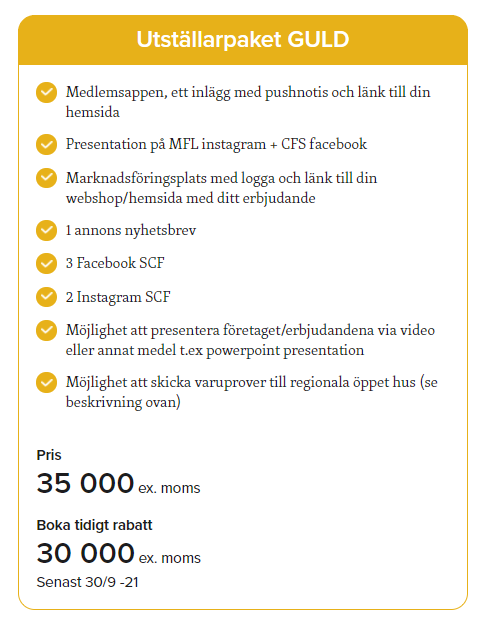 Utställarpaket GULD
Medlemsappen, ett inlägg med pushnotis och länk till din
hemsida
Presentation på MFL instagram + CFS facebook
Marknadsföringsplats med logga och länk till din
webshop/hemsida med ditt erbjudande
1 annons nyhetsbrev
3 Facebook SCF
2 Instagram SCF
Möjlighet att presentera företaget/erbjudandena via video
eller annat medel t.ex powerpoint presentation
Möjlighet att skicka varuprover till regionala öppet hus (se
beskrivning ovan)
Pris
35 000 ex. moms
Boka tidigt rabatt
30 000 ex. moms
Senast 30/9 -21